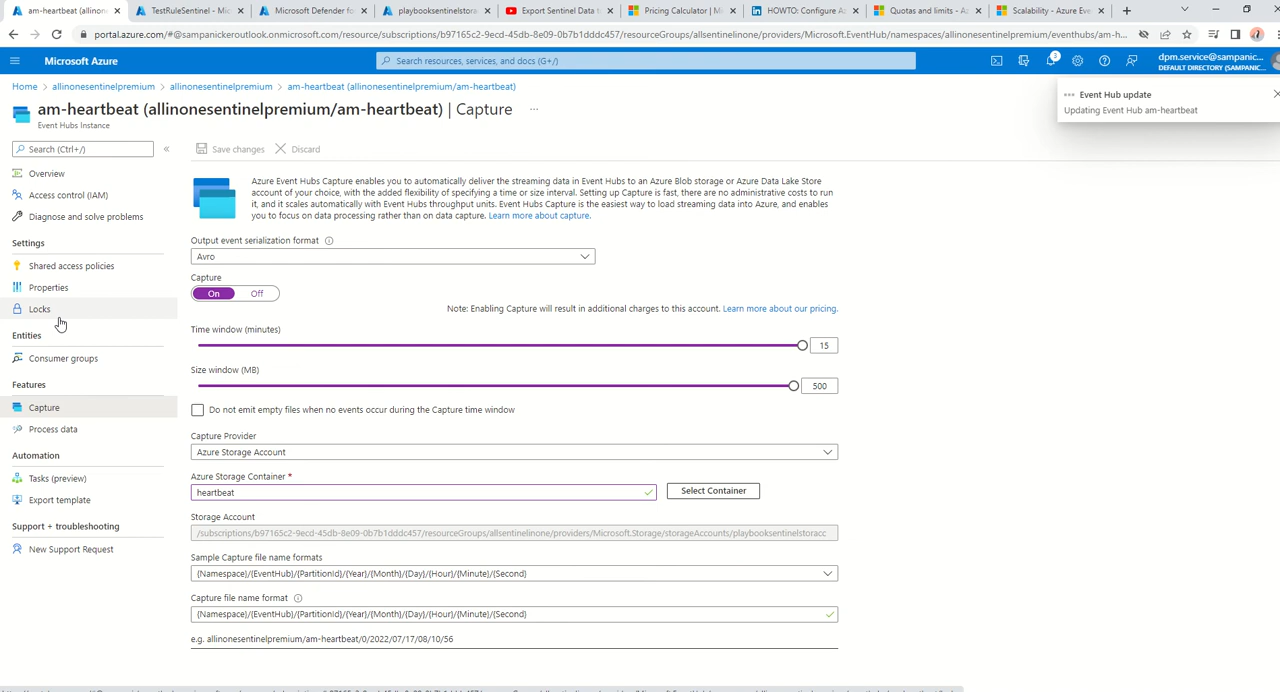 am-heartbeat (allinon
TestRuleSentinel - Mic
Microsoft Defender fo
playbooksentinelstora
Export Sentinel Data to
Pricing Calculator | M
HOWTO: Configure Az
Quotas and limits - Az
Scalability - Azure Eve
portal.azure.com/#@sampanickeroutlook.onmicrosoft.com/resource/subscriptions/b97165c2-9ecd-45db-8e09-0b7b1dddc457/resourceGroups/allsentinelinone/providers/Microsoft.EventHub/namespaces/allinonesentinelpremium/eventhubs/am-h...
Microsoft Azure
Search resources, services, and docs (G+/)
3
dpm.service@sampanic...
DEFAULT DIRECTORY (SAMPANIC...
Home > allinonesentinelpremium > allinonesentinelpremium > am-heartbeat (allinonesentinelpremium/am-heartbeat)
am-heartbeat (allinonesentinelpremium/am-heartbeat) | Capture ...
Event Hubs Instance
Event Hub update
Updating Event Hub am-heartbeat
Search (Ctrl+/)
«
Save changes
Discard
Overview
Access control (IAM)
Diagnose and solve problems
Settings
Shared access policies
Properties
Locks
Entities
Consumer groups
Features
Capture
Process data
Automation
Tasks (preview)
Export template
Support + troubleshooting
New Support Request
Azure Event Hubs Capture enables you to automatically deliver the streaming data in Event Hubs to an Azure Blob storage or Azure Data Lake Store
account of your choice, with the added flexibility of specifying a time or size interval. Setting up Capture is fast, there are no administrative costs to run
it, and it scales automatically with Event Hubs throughput units. Event Hubs Capture is the easiest way to load streaming data into Azure, and enables
you to focus on data processing rather than on data capture. Learn more about capture.
Output event serialization format
Avro
Capture
On Off
Note: Enabling Capture will result in additional charges to this account. Learn more about our pricing.
Time window (minutes)
15
Size window (MB)
500
Do not emit empty files when no events occur during the Capture time window
Capture Provider
Azure Storage Account
Azure Storage Container *
heartbeat
Select Container
Storage Account
/subscriptions/b97165c2-9ecd-45db-8e09-0b7b1dddc457/resourceGroups/allsentinelinone/providers/Microsoft.Storage/storageAccounts/playbooksentinelstoracc
Sample Capture file name formats
{Namespace}/{EventHub}/{PartitionId}/{Year}/{Month}/{Day}/{Hour}/{Minute}/{Second}
Capture file name format
{Namespace}/{EventHub}/{PartitionId}/{Year}/{Month}/{Day}/{Hour}/{Minute}/{Second}
e.g. allinonesentinelpremium/am-heartbeat/0/2022/07/17/08/10/56